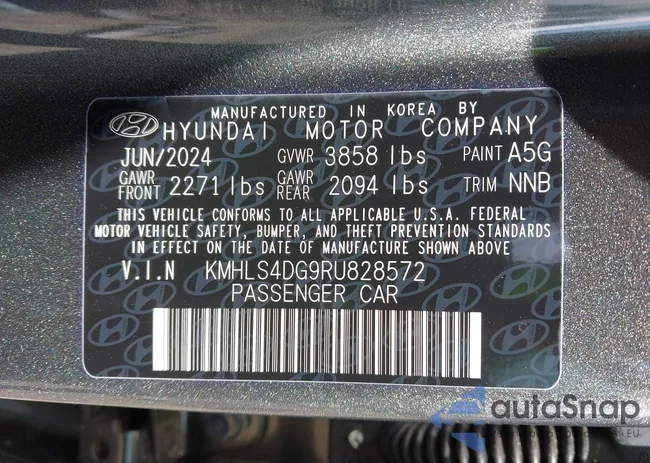 MANUFACTURED IN KOREA BY
HYUNDAI MOTOR COMPANY
JUN/2024 GVWR 3858 lbs PAINT A5G
GAWR FRONT 2271 lbs GAWR REAR 2094 lbs TRIM NNB
THIS VEHICLE CONFORMS TO ALL APPLICABLE U.S.A. FEDERAL
MOTOR VEHICLE SAFETY, BUMPER, AND THEFT PREVENTION STANDARDS
IN EFFECT ON THE DATE OF MANUFACTURE SHOWN ABOVE
V.I.N KMHLS4DG9RU828572
PASSENGER CAR
autoSnap